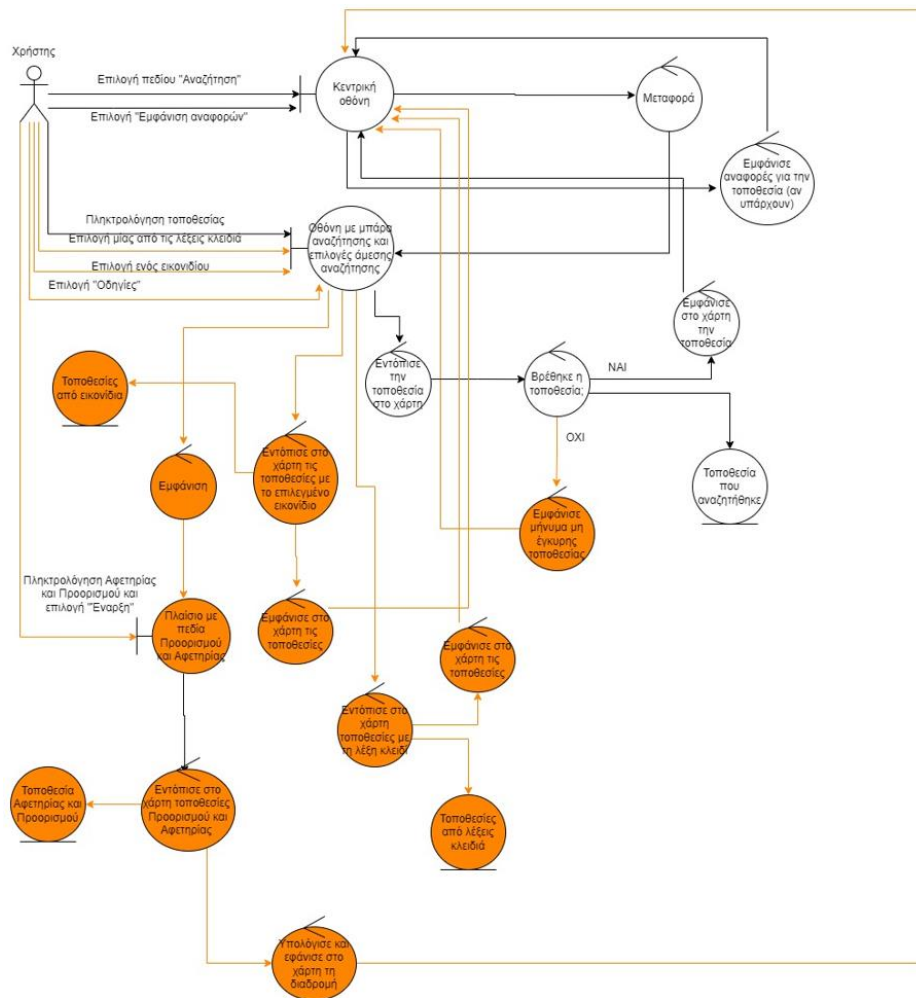 Χρήστης
Επιλογή πεδίου "Αναζήτηση"
Επιλογή "Εμφάνιση αναφορών"
Κεντρική
οθόνη
Μεταφορά
Εμφάνισε
αναφορές για την
τοποθεσία (αν
υπάρχουν)
Πληκτρολόγηση τοποθεσίας
Επιλογή μίας από τις λέξεις κλειδιά
Επιλογή ενός εικονιδίου
Επιλογή "Οδηγίες"
Οθόνη με μπάρα
αναζήτησης και
επιλογές άμεσης
αναζήτησης
Εμφάνισε
στο χάρτη
την
τοποθεσία
Εντόπισε
την
τοποθεσία
στο χάρτη
Βρέθηκε η
τοποθεσία;
ΝΑΙ
ΟΧΙ
Τοποθεσίες
από εικονίδια
Εμφάνιση
Εντόπισε στο
χάρτη τις
τοποθεσίες με
το επιλεγμένο
εικονίδιο
Τοποθεσία
που
αναζητήθηκε
Εμφάνισε
μήνυμα μη
έγκυρης
τοποθεσίας
Πληκτρολόγηση Αφετηρίας
και Προορισμού και
επιλογή "Έναρξη"
Πλαίσιο με
πεδία
Προορισμού
και Αφετηρίας
Εμφάνισε στο
χάρτη τις
τοποθεσίες
Εμφάνισε στο
χάρτη τις
τοποθεσίες
Εντόπισε στο
χάρτη
τοποθεσίες με
τη λέξη κλειδί
Τοποθεσία
Αφετηρίας και
Προορισμού
Εντόπισε στο
χάρτη τοποθεσίες
Προορισμού και
Αφετηρίας
Τοποθεσίες
από λέξεις
κλειδιά
Υπολόγισε και
εφάνισε στο
χάρτη τη
διαδρομή